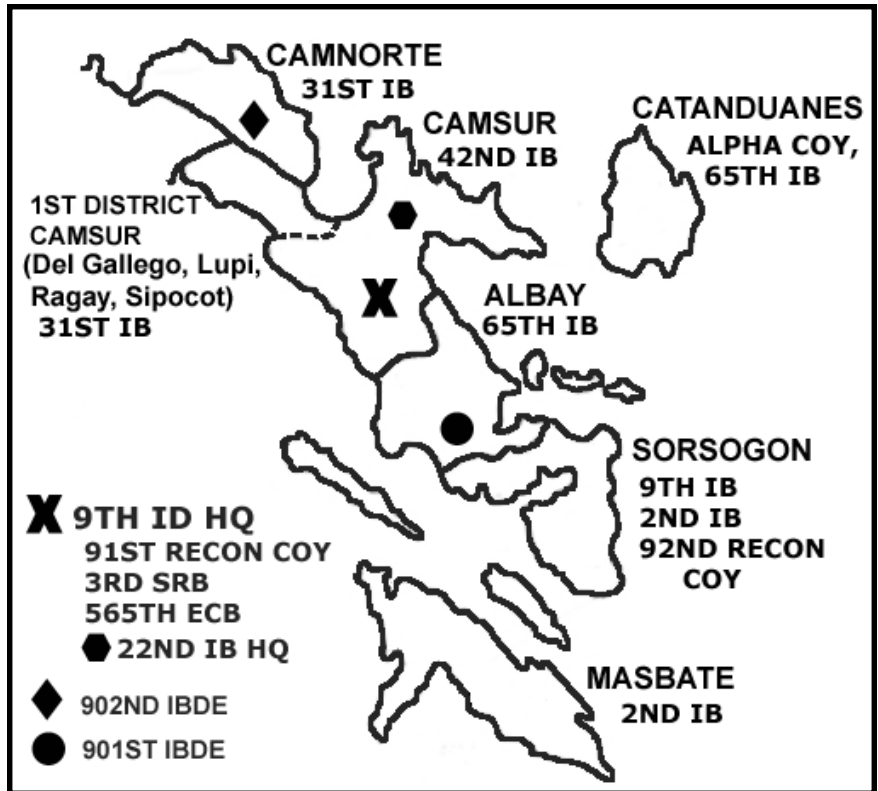 CAMNORTE
31ST IB
CAMSUR
42ND IB
CATANDUANES
ALPHA COY,
65TH IB
1ST DISTRICT
CAMSUR
(Del Gallego, Lupi,
Ragay, Sipocot)
31ST IB
ALBAY
65TH IB
SORSOGON
9TH IB
2ND IB
92ND RECON
COY
X
X 9TH ID HQ
91ST RECON COY
3RD SRB
565TH ECB
22ND IB HQ
902ND IBDE
901ST IBDE
MASBATE
2ND IB